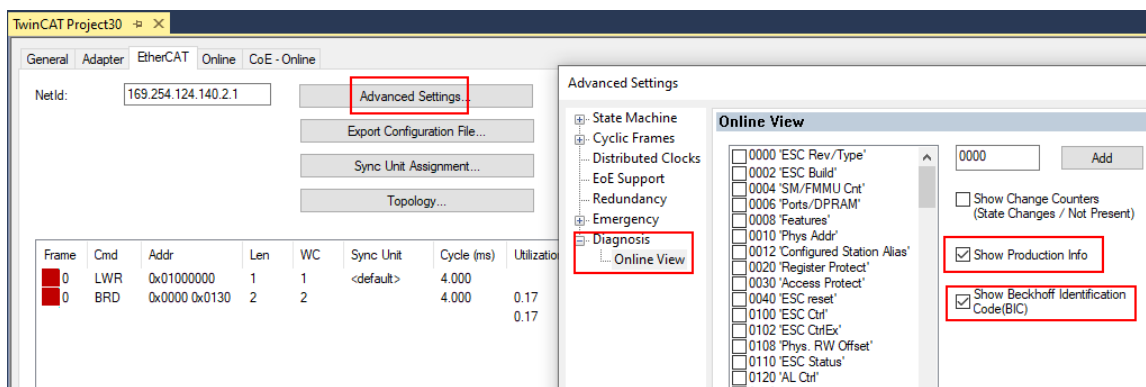 TwinCAT Project30
General Adapter EtherCAT Online CoE - Online
NetId: 169.254.124.140.2.1
Advanced Settings...
Export Configuration File...
Sync Unit Assignment...
Topology...
Frame Cmd Addr Len WC Sync Unit Cycle (ms) Utilizatio
0 LWR 0x01000000 1 1 <default> 4.000
0 BRD 0x0000 0x0130 2 2 4.000 0.17
0.17
Advanced Settings
State Machine
Cyclic Frames
Distributed Clocks
EoE Support
Redundancy
Emergency
Diagnosis
Online View
Online View
0000 'ESC Rev/Type'
0002 'ESC Build'
0004 'SM/FMMU Cnt'
0006 'Ports/DPRAM'
0008 'Features'
0010 'Phys Addr'
0012 'Configured Station Alias'
0020 'Register Protect'
0030 'Access Protect'
0040 'ESC reset'
0100 'ESC Ctrl'
0102 'ESC CtrlEx'
0108 'Phys. RW Offset'
0110 'ESC Status'
0120 'AL Ctrl'
0000 Add
Show Change Counters
(State Changes / Not Present)
Show Production Info
Show Beckhoff Identification
Code(BIC)